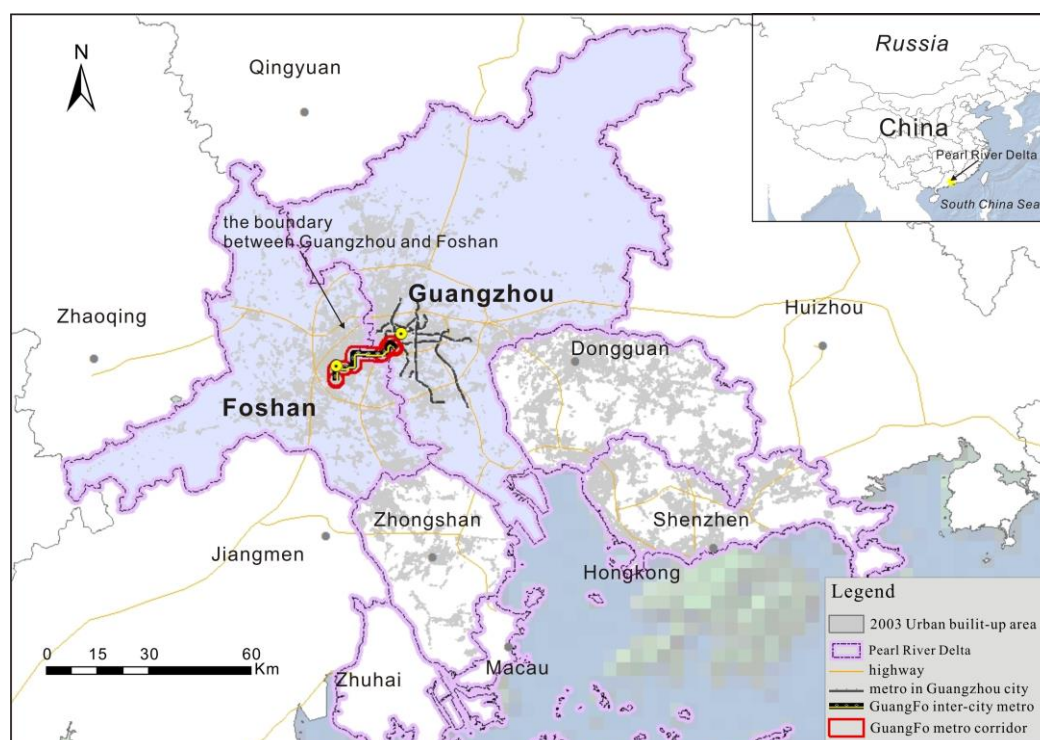 N
Qingyuan
Russia
China
Pearl River Delta
South China Sea
the boundary
between Guangzhou and Foshan
Guangzhou
Zhaoqing
Huizhou
Dongguan
Foshan
Zhongshan
Shenzhen
Jiangmen
Hongkong
Macau
Zhuhai
0 15 30 60
Km
Legend
2003 Urban builit-up area
Pearl River Delta
highway
metro in Guangzhou city
GuangFo inter-city metro
GuangFo metro corridor